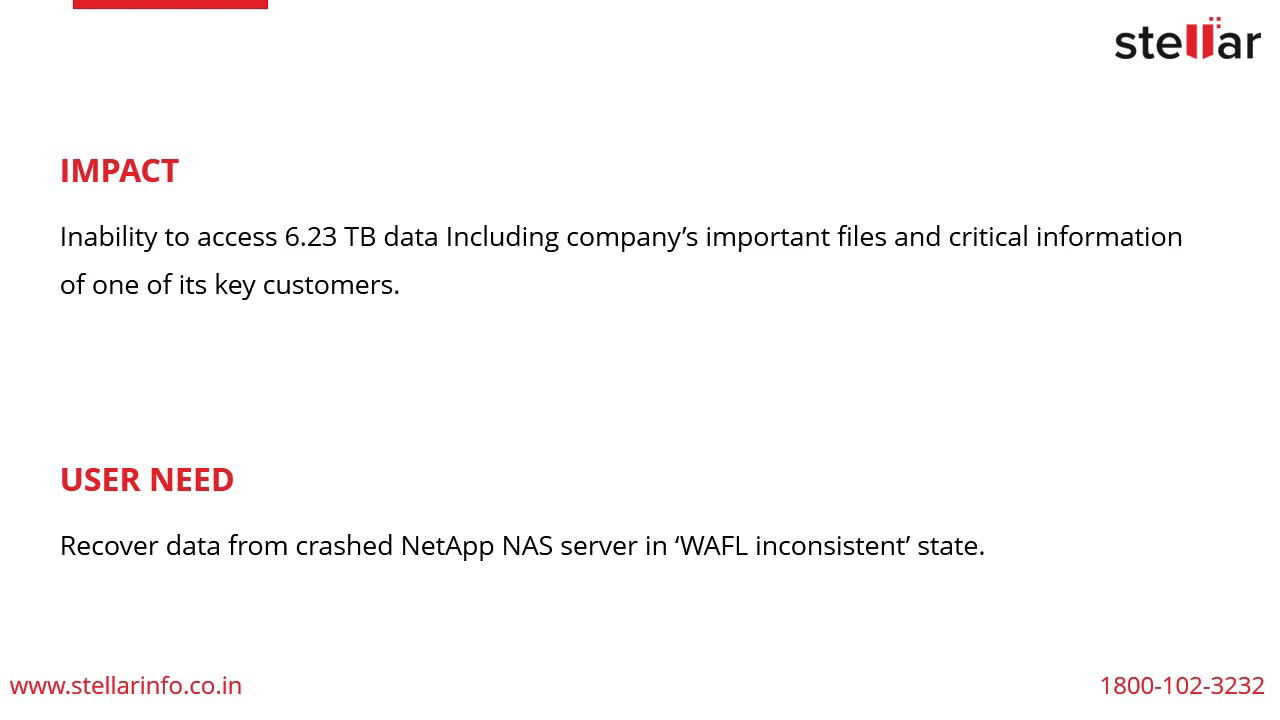 stellar
IMPACT
Inability to access 6.23 TB data Including company’s important files and critical information
of one of its key customers.
USER NEED
Recover data from crashed NetApp NAS server in ‘WAFL inconsistent’ state.
www.stellarinfo.co.in
1800-102-3232